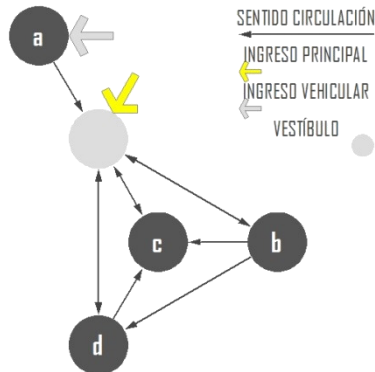 SENTIDO CIRCULACIÓN
a
INGRESO PRINCIPAL
INGRESO VEHICULAR
VESTÍBULO
c
b
d